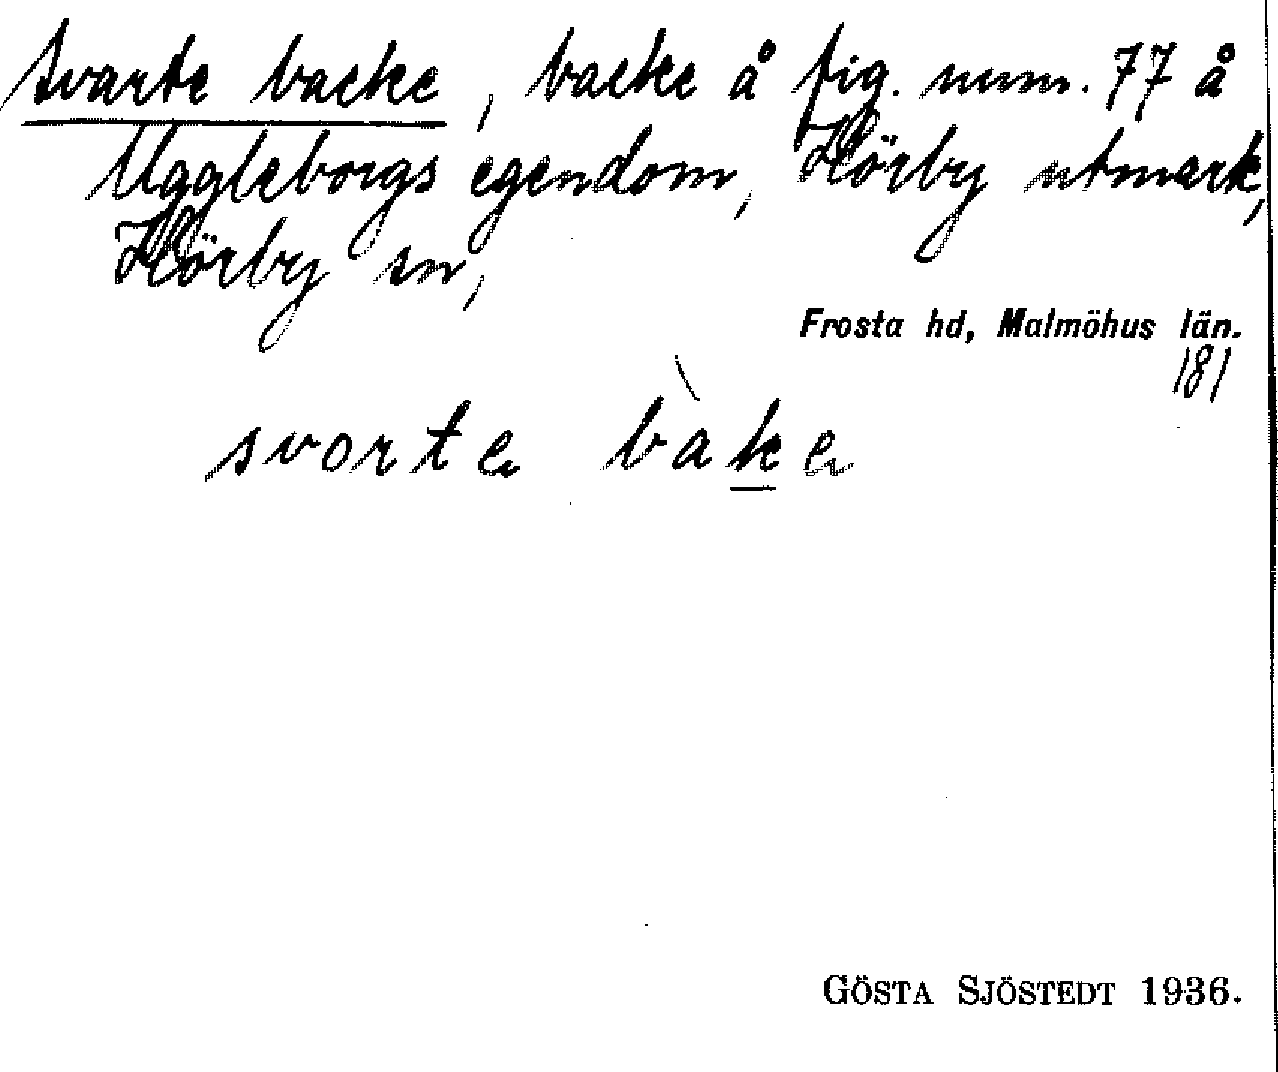 Svarte backe, backe å fig. num. 77 å
Uggleborgs egendom, Hörby utmark,
Hörby sn,
Frosta hd, Malmöhus län.
181
svorte bàke
GÖSTA SJÖSTEDT 1936.